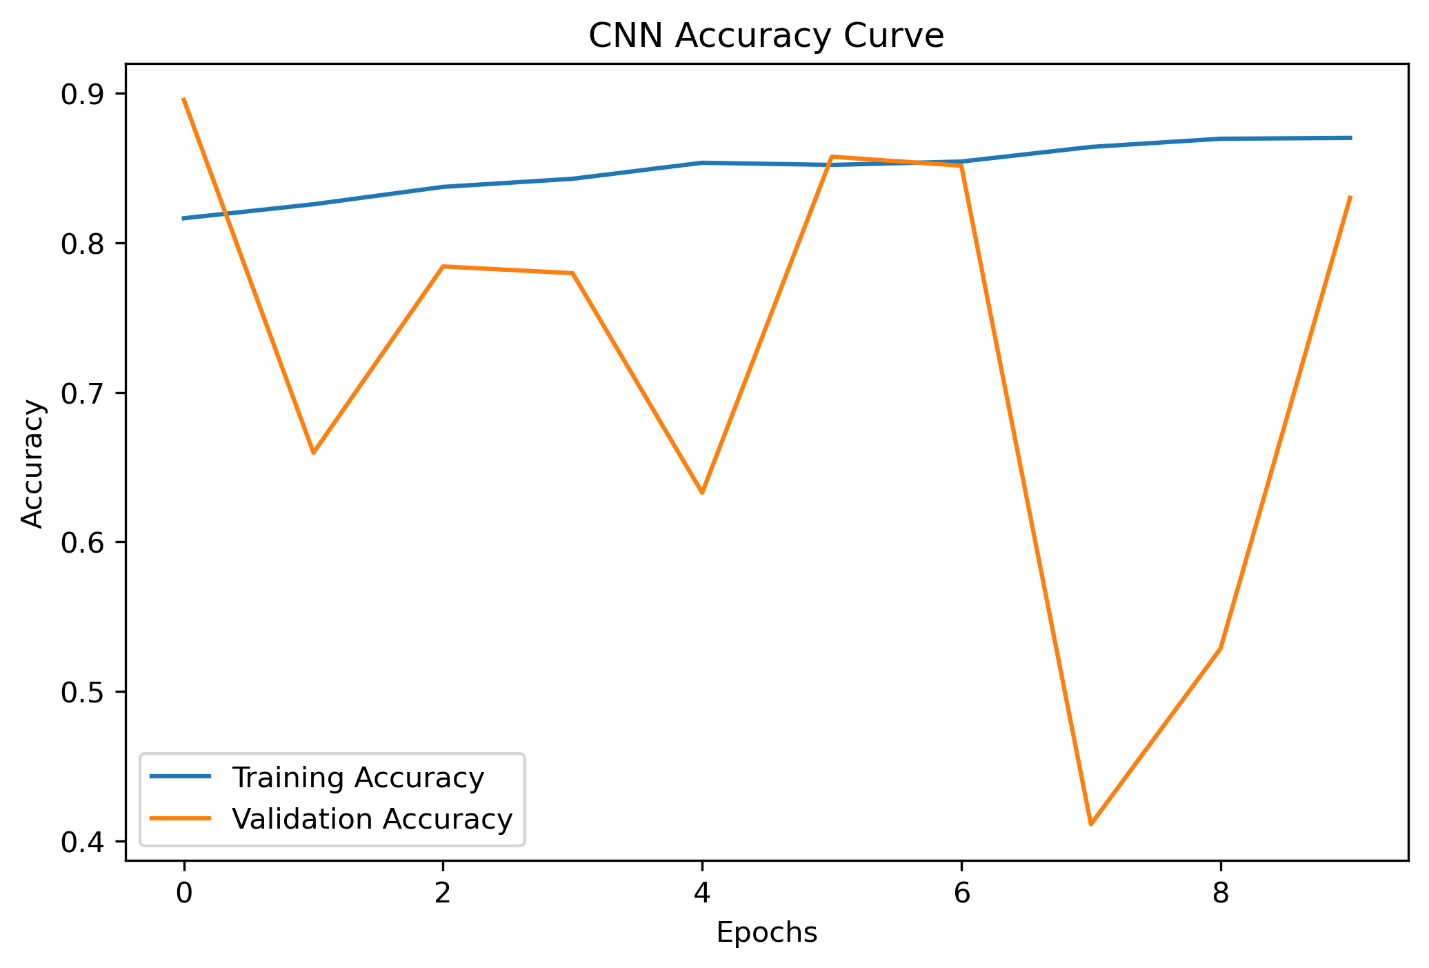 CNN Accuracy Curve
0.9
0.8
0.7
0.6
0.5
0.4
Accuracy
Training Accuracy
Validation Accuracy
0 2 4 6 8
Epochs